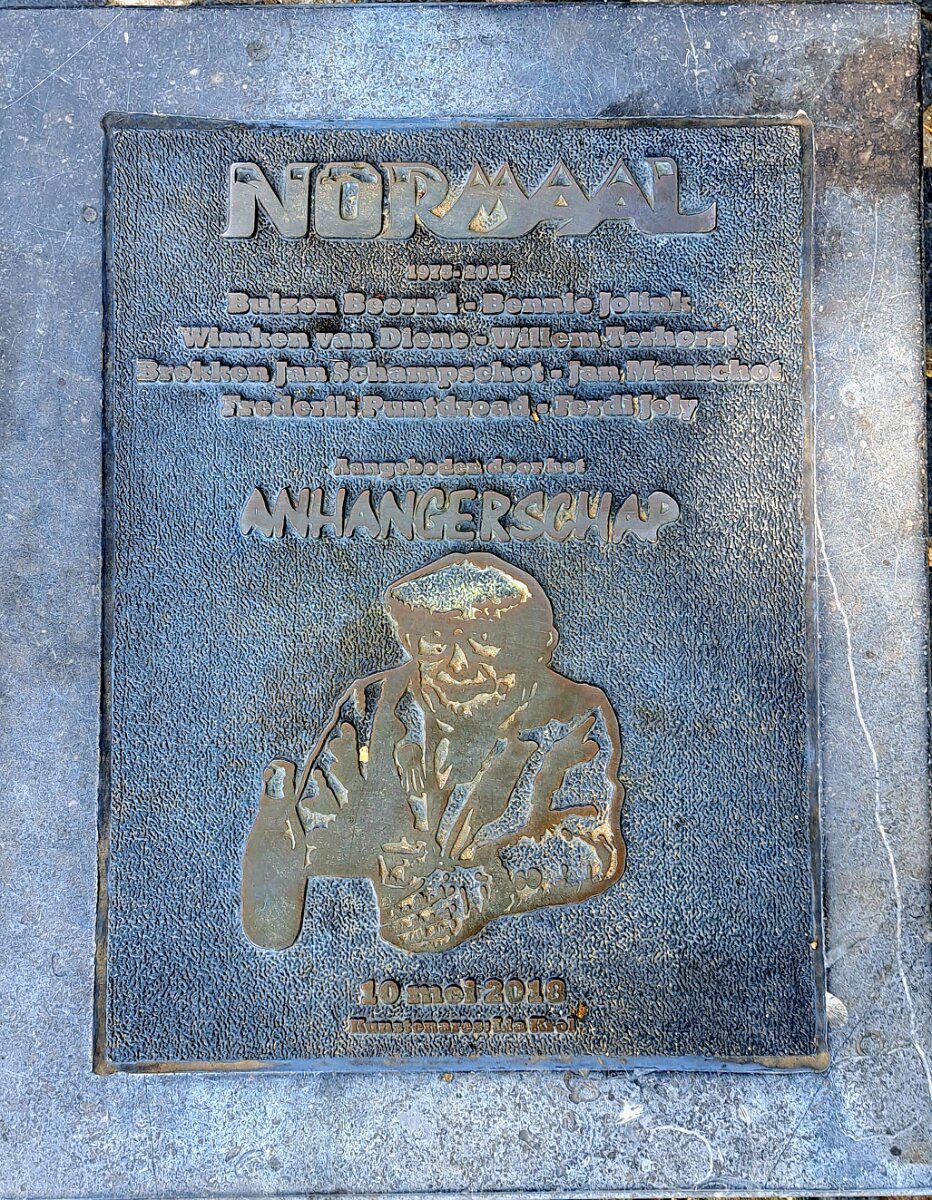 NORMAAL
1975-2015
Buizen Beernd - Bennie Jolink
Wimken van Diene - Willem Terhorst
Brekken Jan Schampschot - Jan Manschot
Frederik Puntdroad - Ferdi Joly
Aangeboden door het
ANHANGERSCHAP
10 mei 2018
Kunstenares: Lia Krol